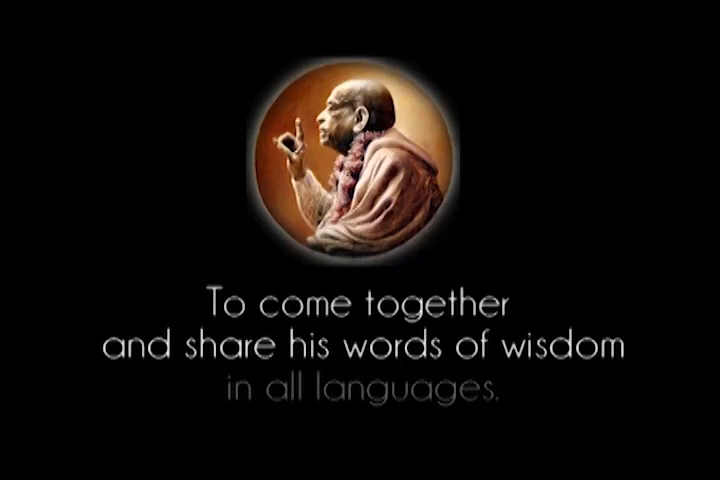 To come together
and share his words of wisdom
in all languages.